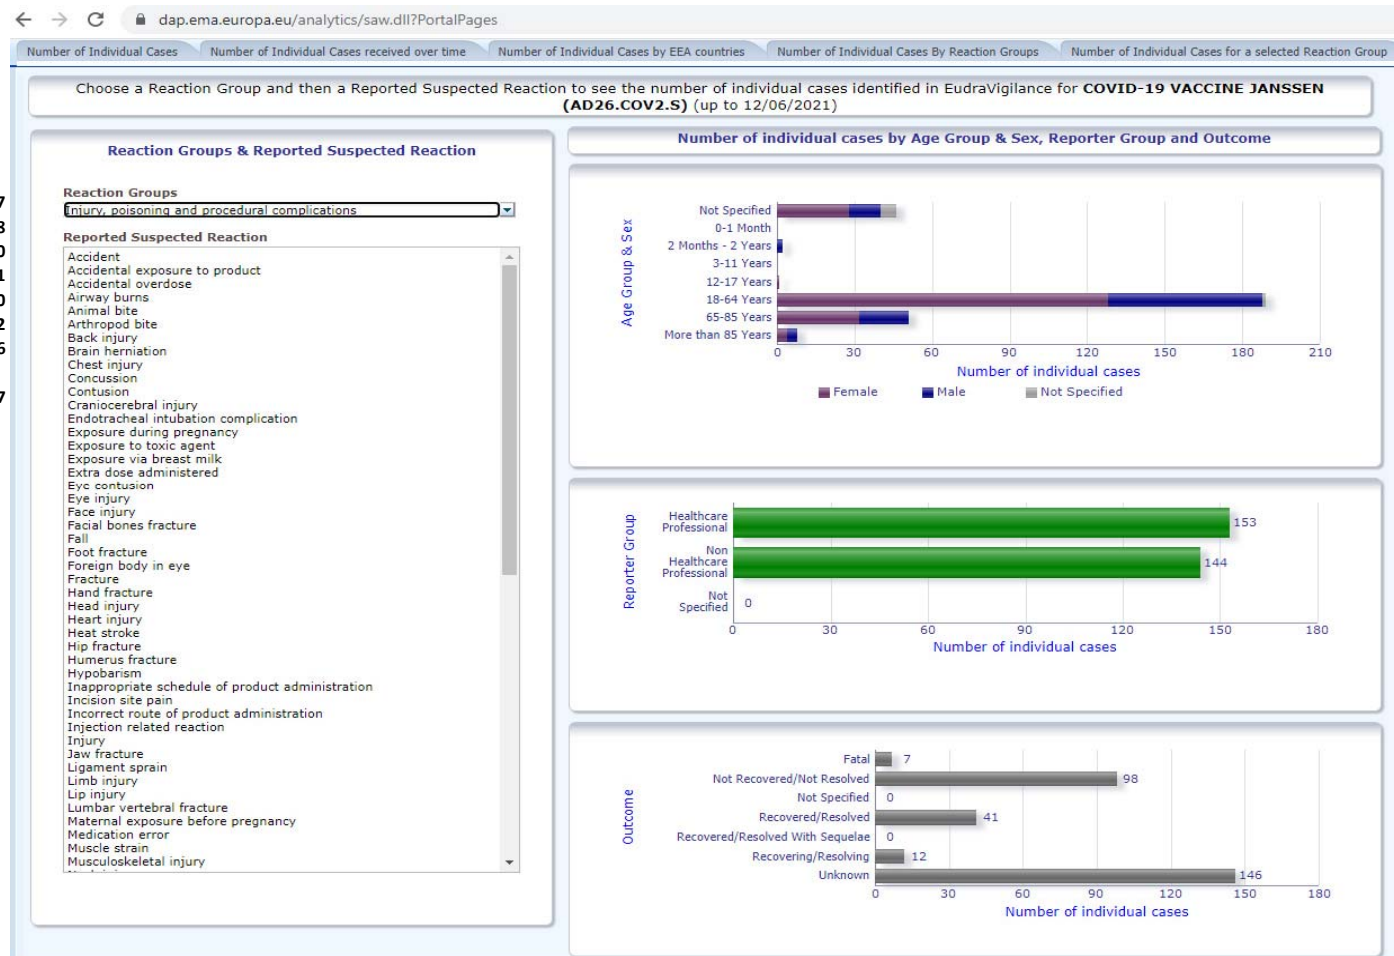 dap.ema.europa.eu/analytics/saw.dll?PortalPages
Number of Individual Cases
Number of Individual Cases received over time
Number of Individual Cases by EEA countries
Number of Individual Cases By Reaction Groups
Number of Individual Cases for a selected Reaction Group
Choose a Reaction Group and then a Reported Suspected Reaction to see the number of individual cases identified in EudraVigilance for COVID-19 VACCINE JANSSEN
(AD26.COV2.S) (up to 12/06/2021)
Reaction Groups & Reported Suspected Reaction
Reaction Groups
Injury, poisoning and procedural complications
Reported Suspected Reaction
Accident
Accidental exposure to product
Accidental overdose
Airway burns
Animal bite
Arthropod bite
Back injury
Brain herniation
Chest injury
Concussion
Contusion
Craniocerebral injury
Endotracheal intubation complication
Exposure during pregnancy
Exposure to toxic agent
Exposure via breast milk
Extra dose administered
Eye contusion
Eye injury
Face injury
Facial bones fracture
Fall
Foot fracture
Foreign body in eye
Fracture
Hand fracture
Head injury
Heart injury
Heat stroke
Hip fracture
Humerus fracture
Hypobarism
Inappropriate schedule of product administration
Incision site pain
Incorrect route of product administration
Injection related reaction
Injury
Jaw fracture
Ligament sprain
Limb injury
Lip injury
Lumbar vertebral fracture
Maternal exposure before pregnancy
Medication error
Muscle strain
Musculoskeletal injury
7
3
0
1
0
2
6
7
Number of individual cases by Age Group & Sex, Reporter Group and Outcome
Age Group & Sex
Not Specified
0-1 Month
2 Months - 2 Years
3-11 Years
12-17 Years
18-64 Years
65-85 Years
More than 85 Years
0 30 60 90 120 150 180 210
Number of individual cases
Female Male Not Specified
Reporter Group
Healthcare
Professional
153
Non
Healthcare
Professional
144
Not
Specified
0
0 30 60 90 120 150 180
Number of individual cases
Outcome
Fatal 7
Not Recovered/Not Resolved 98
Not Specified 0
Recovered/Resolved 41
Recovered/Resolved With Sequelae 0
Recovering/Resolving 12
Unknown 146
0 30 60 90 120 150 180
Number of individual cases